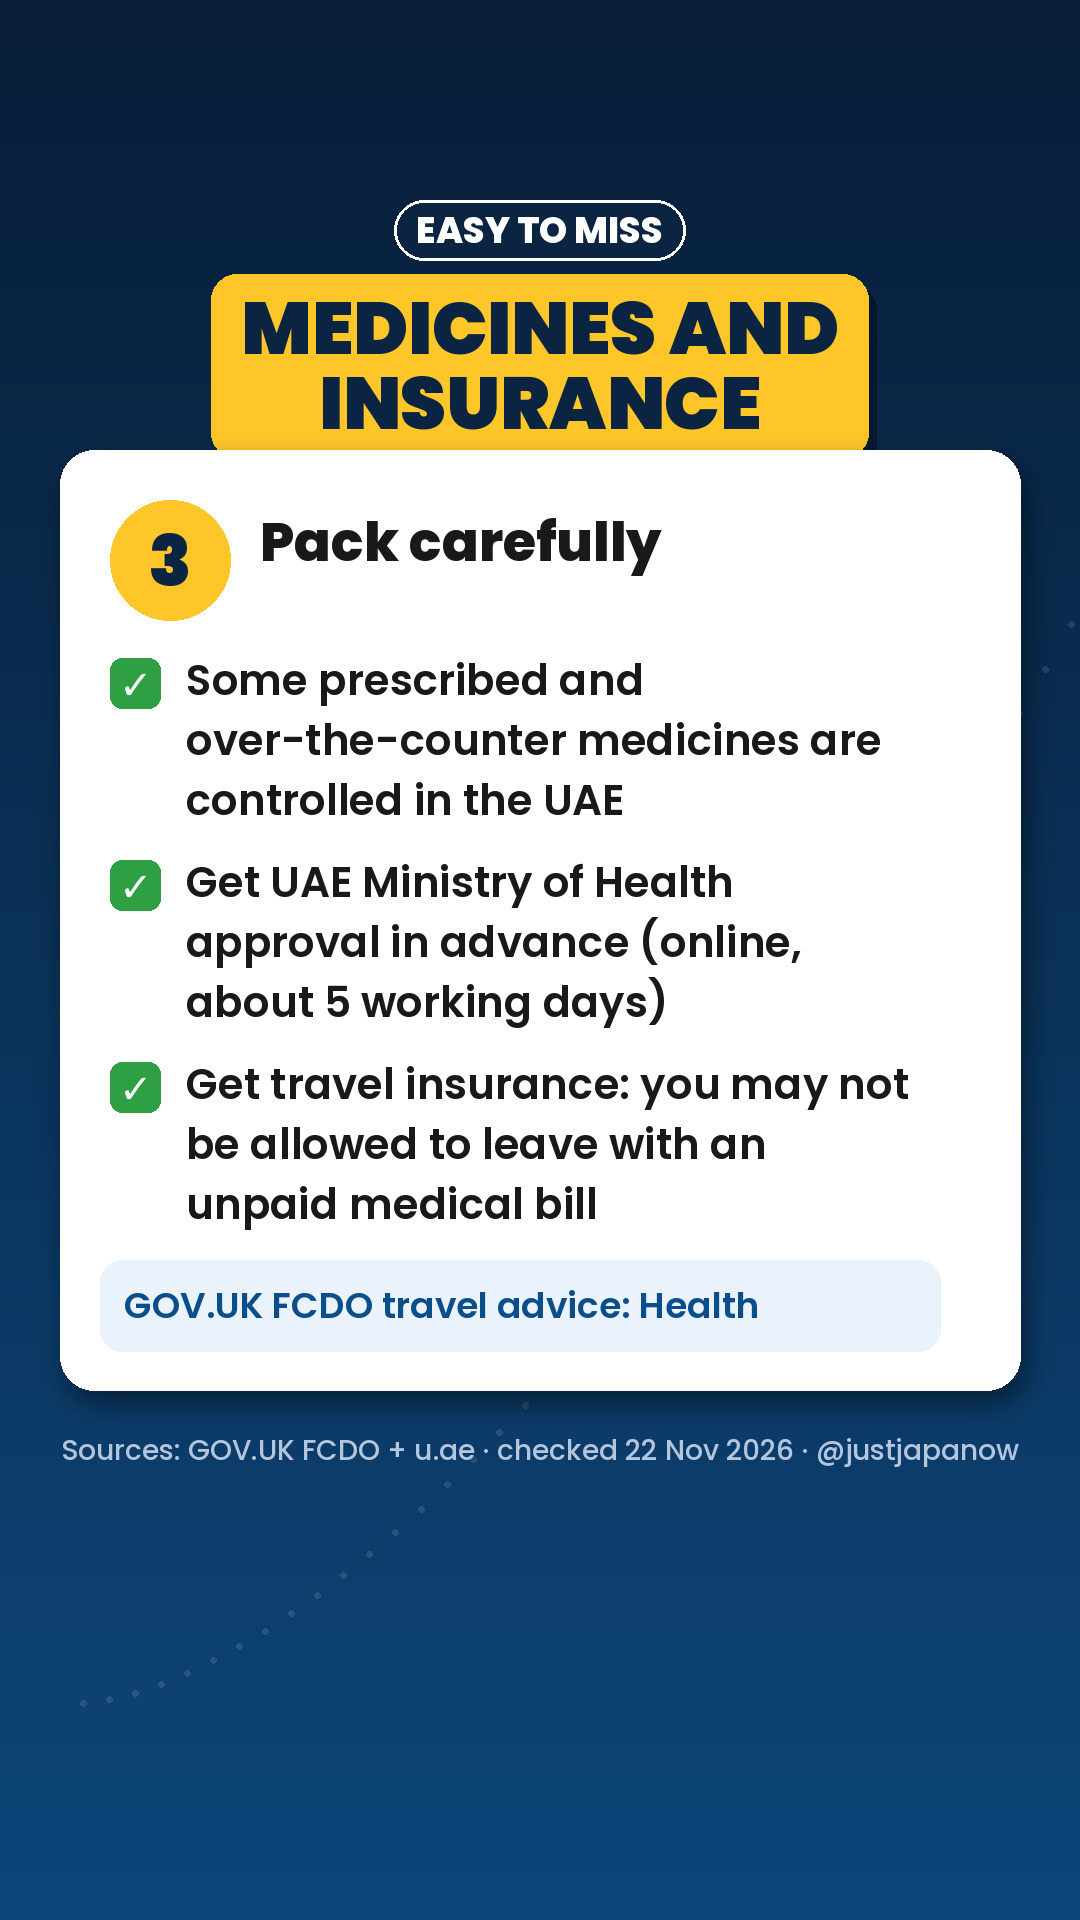 EASY TO MISS
MEDICINES AND
INSURANCE
3
Pack carefully
✓ Some prescribed and
over-the-counter medicines are
controlled in the UAE
✓ Get UAE Ministry of Health
approval in advance (online,
about 5 working days)
✓ Get travel insurance: you may not
be allowed to leave with an
unpaid medical bill
GOV.UK FCDO travel advice: Health
Sources: GOV.UK FCDO + u.ae · checked 22 Nov 2026 · @justjapanow